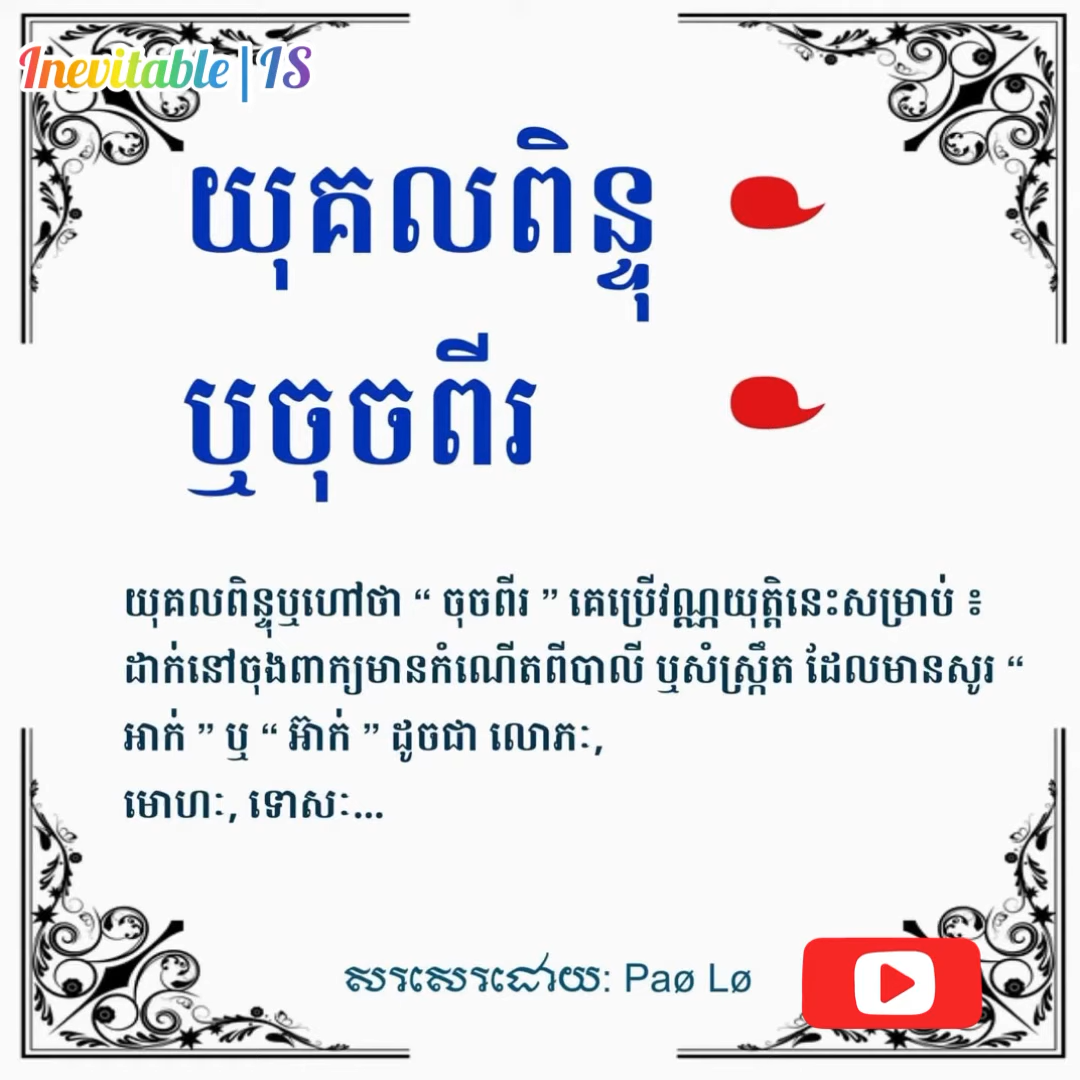 Inevitable|IS
យុគលពិន្ទុ
ឬចុចពីរ
យុគលពិន្ទុឬហៅថា “ ចុចពីរ ” គេប្រើវណ្ណយុត្តិនេះសម្រាប់ ៖
ដាក់នៅចុងពាក្យមានកំណើតពីបាលី ឬសំស្ក្រឹត ដែលមានសូរ “
អាក់ ” ឬ “ អ៊ាក់ ” ដូចជា លោភៈ,
មោហៈ, ទោសៈ...
សរសេរដោយ: Paø Lø